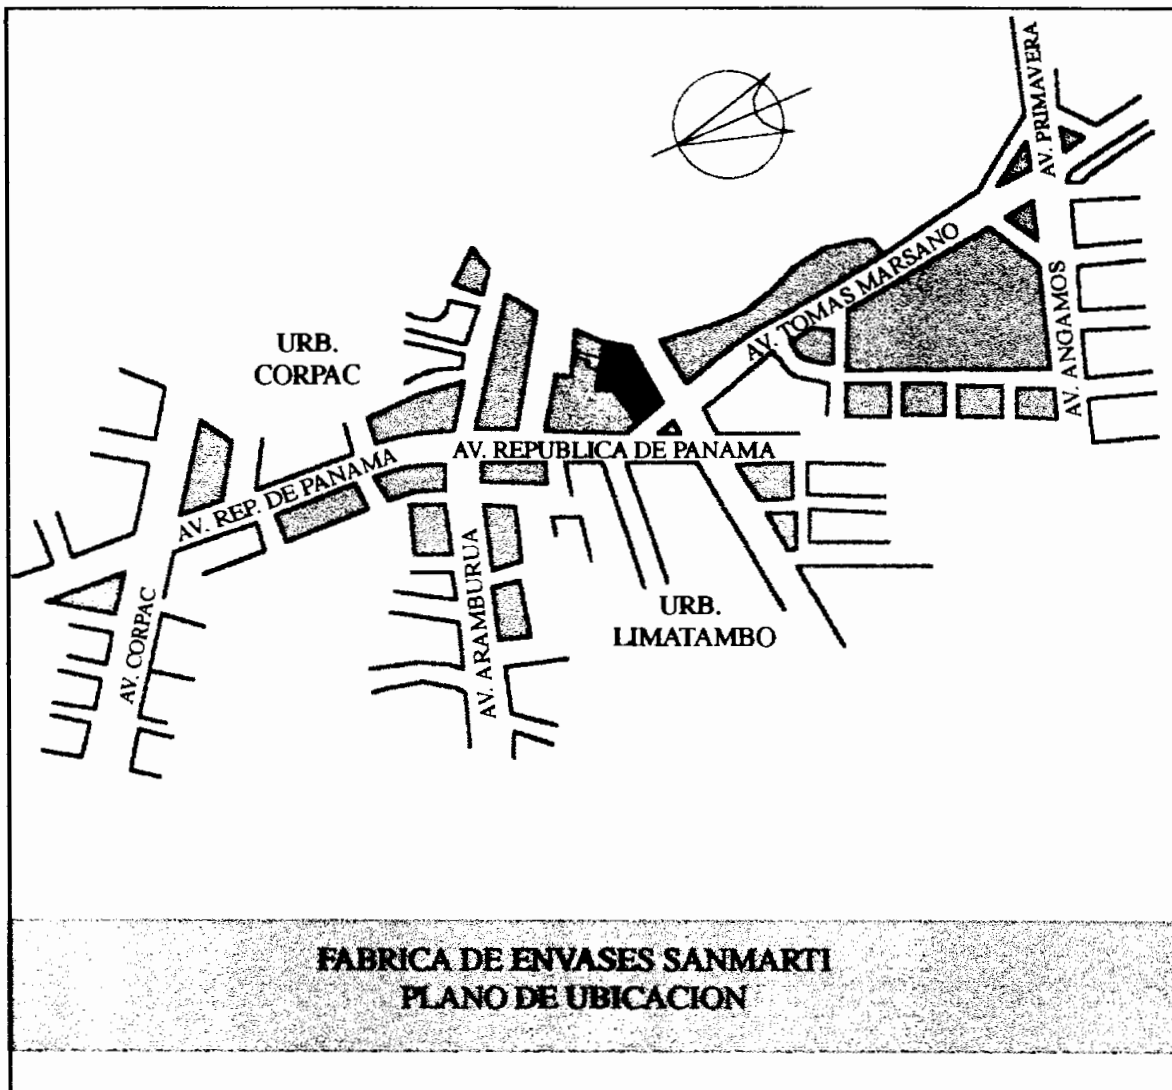 AV. PRIMAVERA
AV. TOMAS MARSANO
AV. ANGAMOS
URB.
CORPAC
AV. REPUBLICA DE PANAMA
AV. REP. DE PANAMA
AV. CORPAC
AV. ARAMBURUA
URB.
LIMATAMBO
FABRICA DE ENVASES SANMARTI
PLANO DE UBICACION